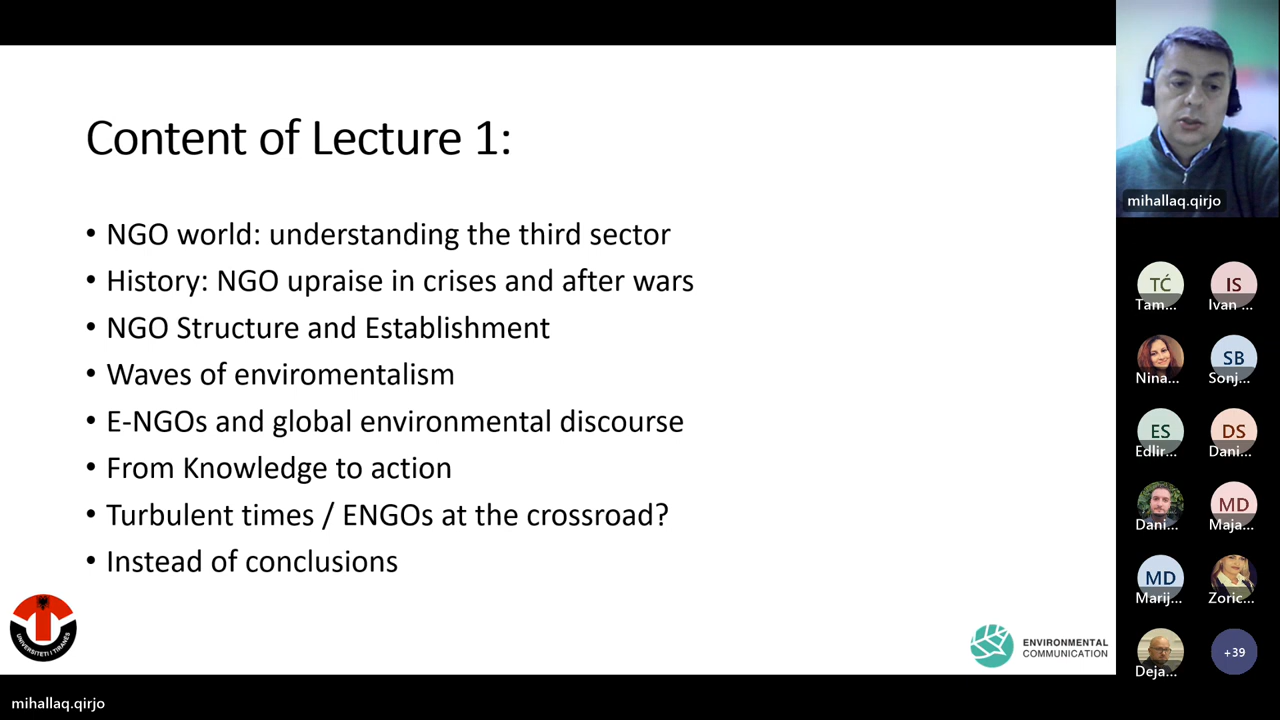 Content of Lecture 1:
• NGO world: understanding the third sector
• History: NGO upraise in crises and after wars
• NGO Structure and Establishment
• Waves of enviromentalism
• E-NGOs and global environmental discourse
• From Knowledge to action
• Turbulent times / ENGOs at the crossroad?
• Instead of conclusions
UNIVERSITETI I TIRANËS
ENVIRONMENTAL
COMMUNICATION
mihallaq.qirjo
mihallaq.qirjo
TĆ
Tam...
IS
Ivan ...
Nina...
SB
Sonj...
ES
Edlir...
DS
Dani...
Dani...
MD
Maja...
MD
Marij...
Zoric...
Deja...
+39